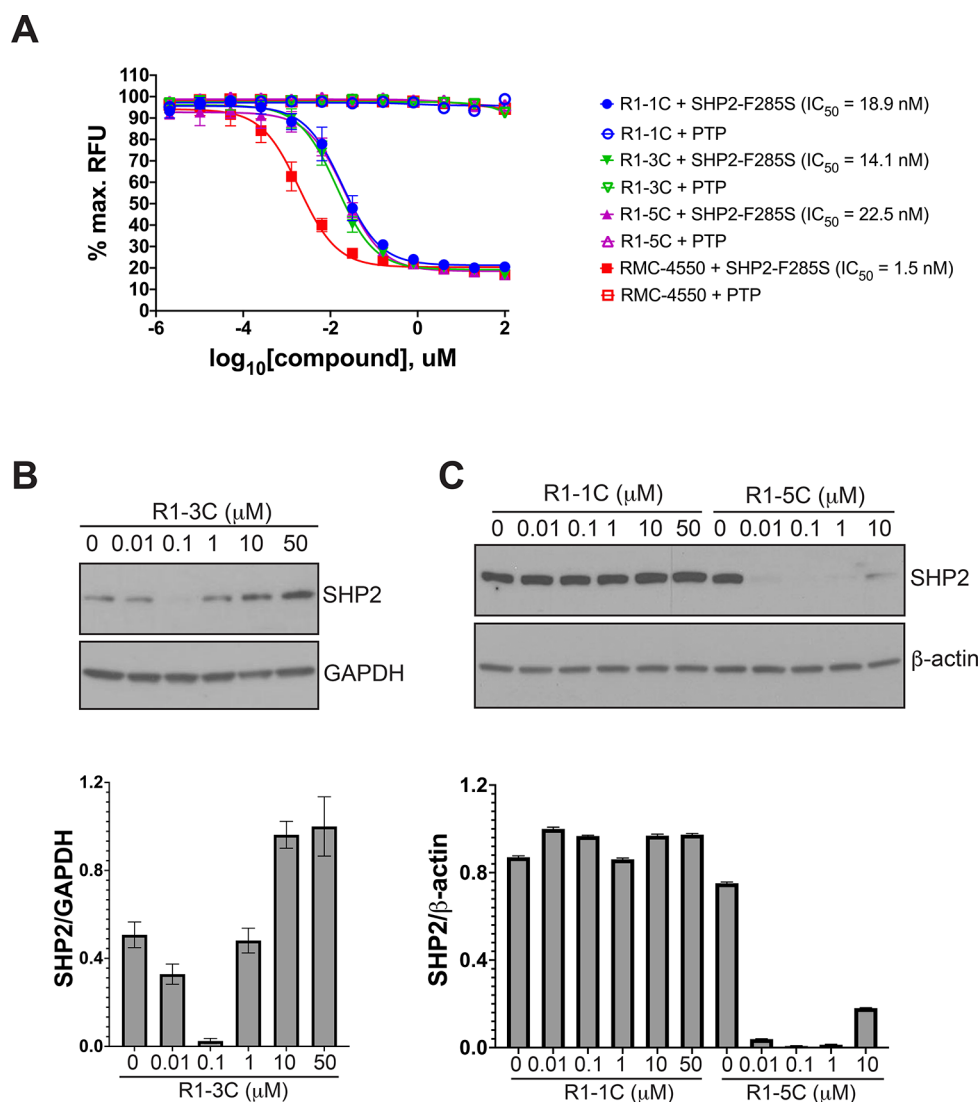 A
% max. RFU
110
100
90
80
70
60
50
40
30
20
10
0
-6 -4 -2 0 2
log10[compound], uM
R1-1C + SHP2-F285S (IC50 = 18.9 nM)
R1-1C + PTP
R1-3C + SHP2-F285S (IC50 = 14.1 nM)
R1-3C + PTP
R1-5C + SHP2-F285S (IC50 = 22.5 nM)
R1-5C + PTP
RMC-4550 + SHP2-F285S (IC50 = 1.5 nM)
RMC-4550 + PTP
B
R1-3C (μM)
0 0.01 0.1 1 10 50
SHP2
GAPDH
SHP2/GAPDH
1.2
0.8
0.4
0.0
0 0.01 0.1 1 10 50
R1-3C (μM)
C
R1-1C (μM) R1-5C (μM)
0 0.01 0.1 1 10 50 0 0.01 0.1 1 10
SHP2
β-actin
SHP2/β-actin
1.2
0.8
0.4
0.0
0 0.01 0.1 1 10 50 0 0.01 0.1 1 10
R1-1C (μM) R1-5C (μM)